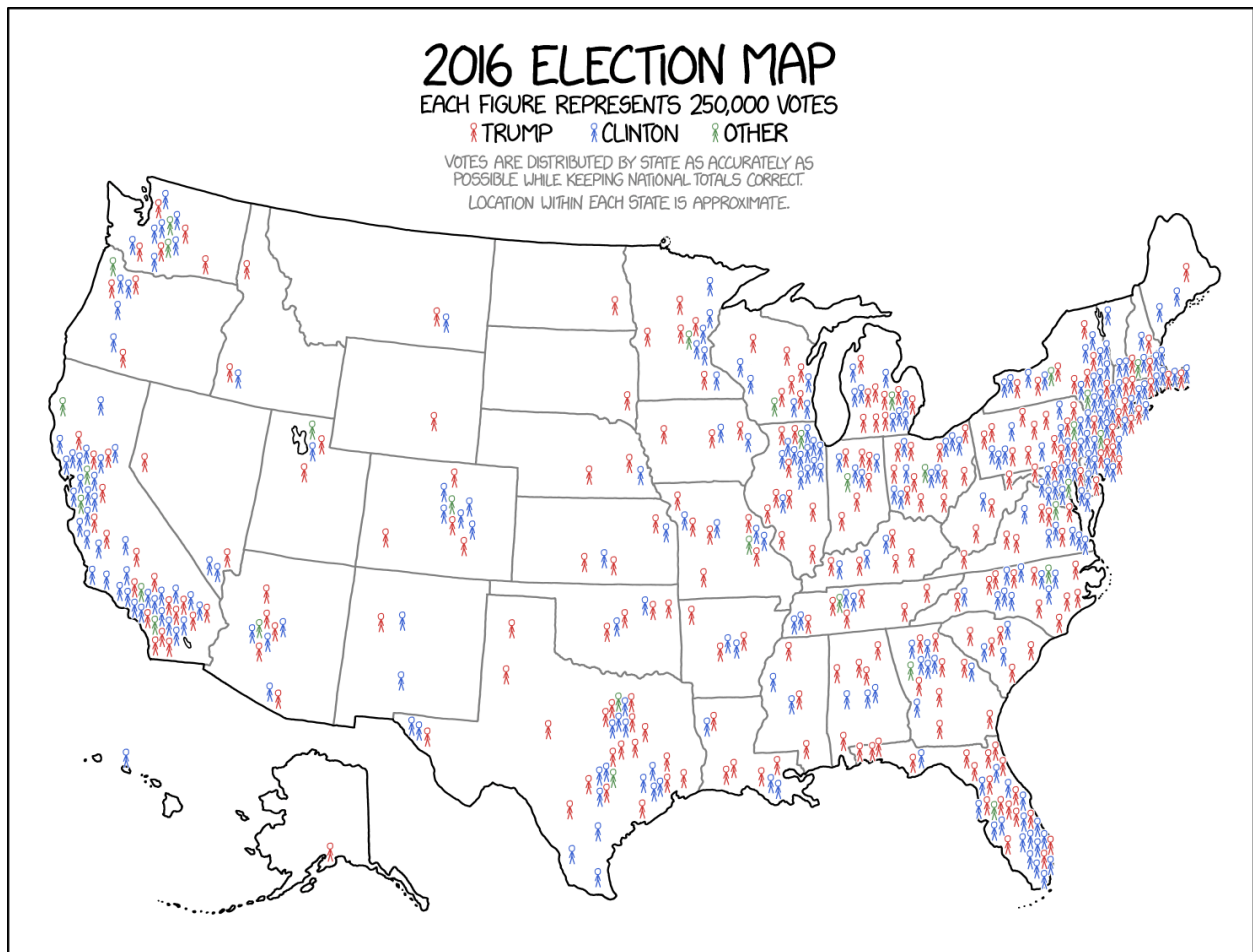 2016 ELECTION MAP
EACH FIGURE REPRESENTS 250,000 VOTES
TRUMP CLINTON OTHER
VOTES ARE DISTRIBUTED BY STATE AS ACCURATELY AS
POSSIBLE WHILE KEEPING NATIONAL TOTALS CORRECT.
LOCATION WITHIN EACH STATE IS APPROXIMATE.